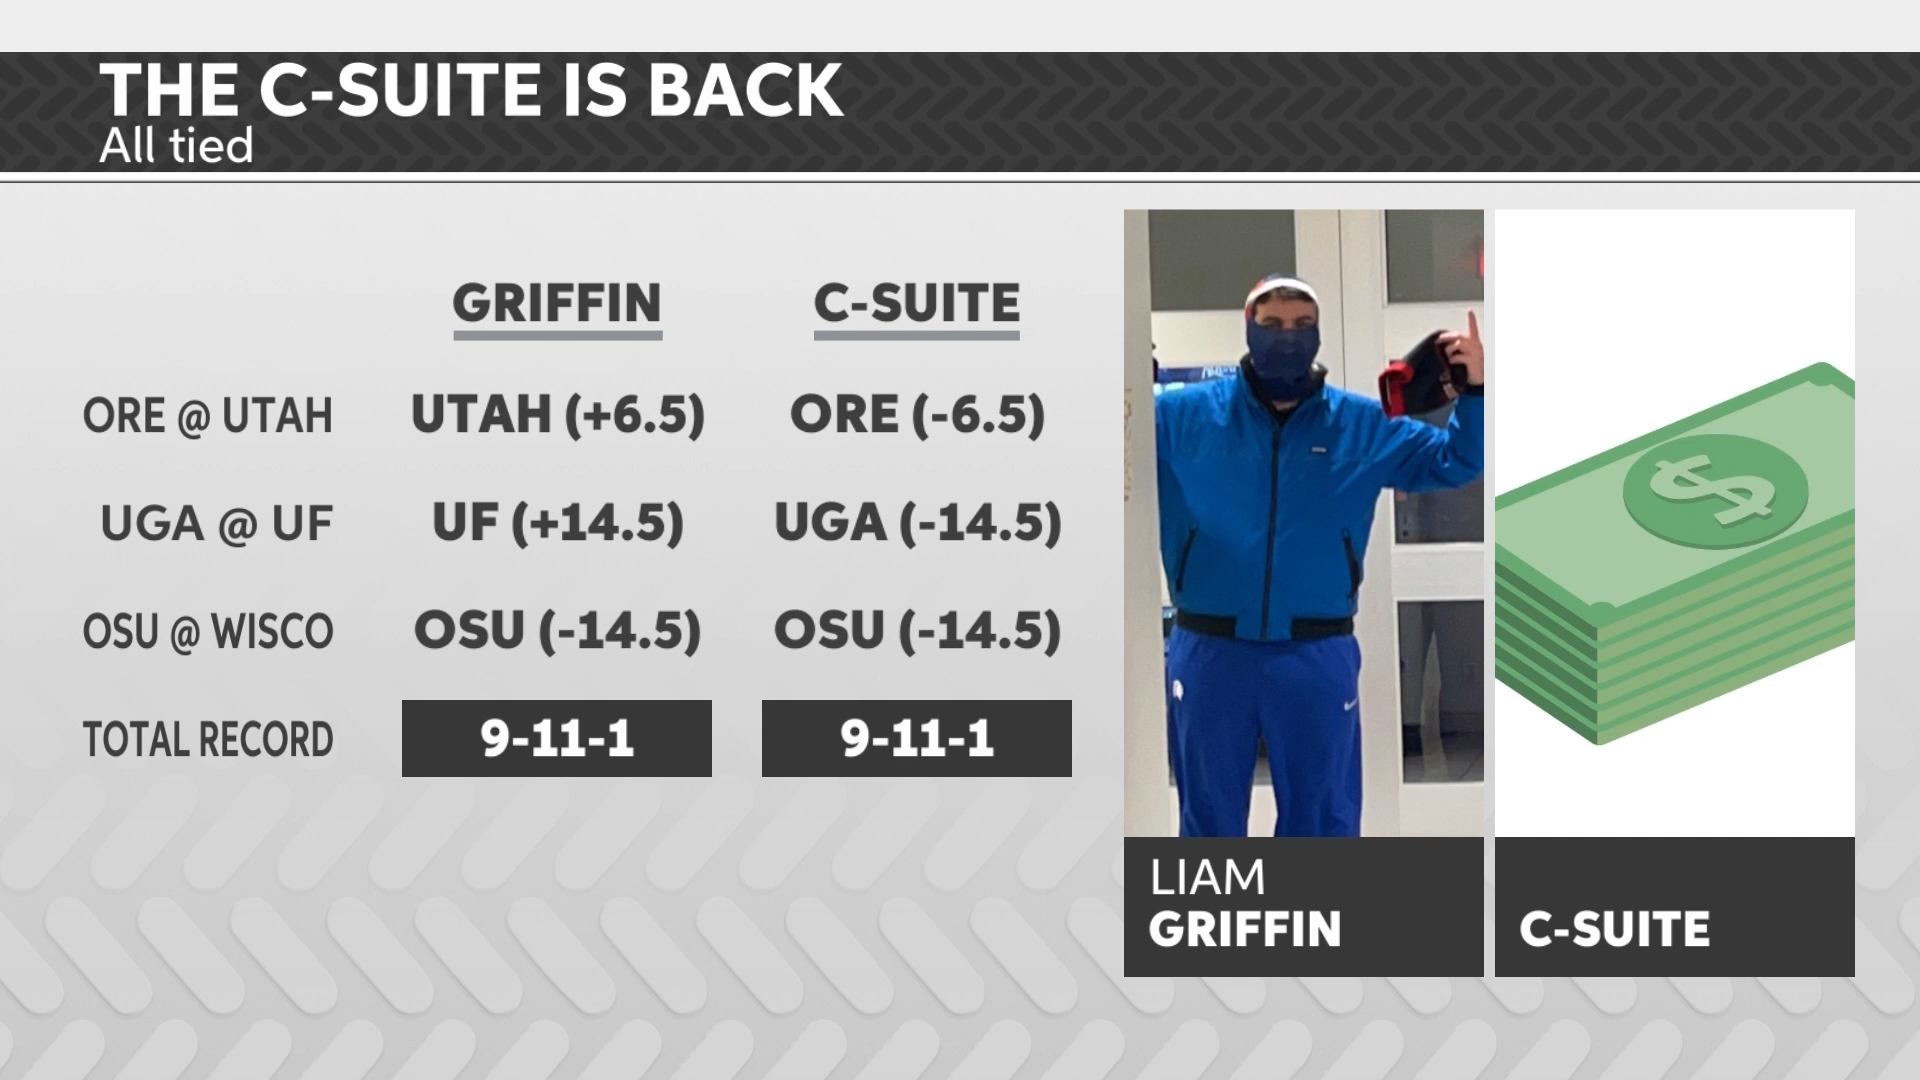 THE C-SUITE IS BACK
All tied
GRIFFIN C-SUITE
ORE @ UTAH UTAH (+6.5) ORE (-6.5)
UGA @ UF UF (+14.5) UGA (-14.5)
OSU @ WISCO OSU (-14.5) OSU (-14.5)
TOTAL RECORD 9-11-1 9-11-1
$
LIAM
GRIFFIN
C-SUITE